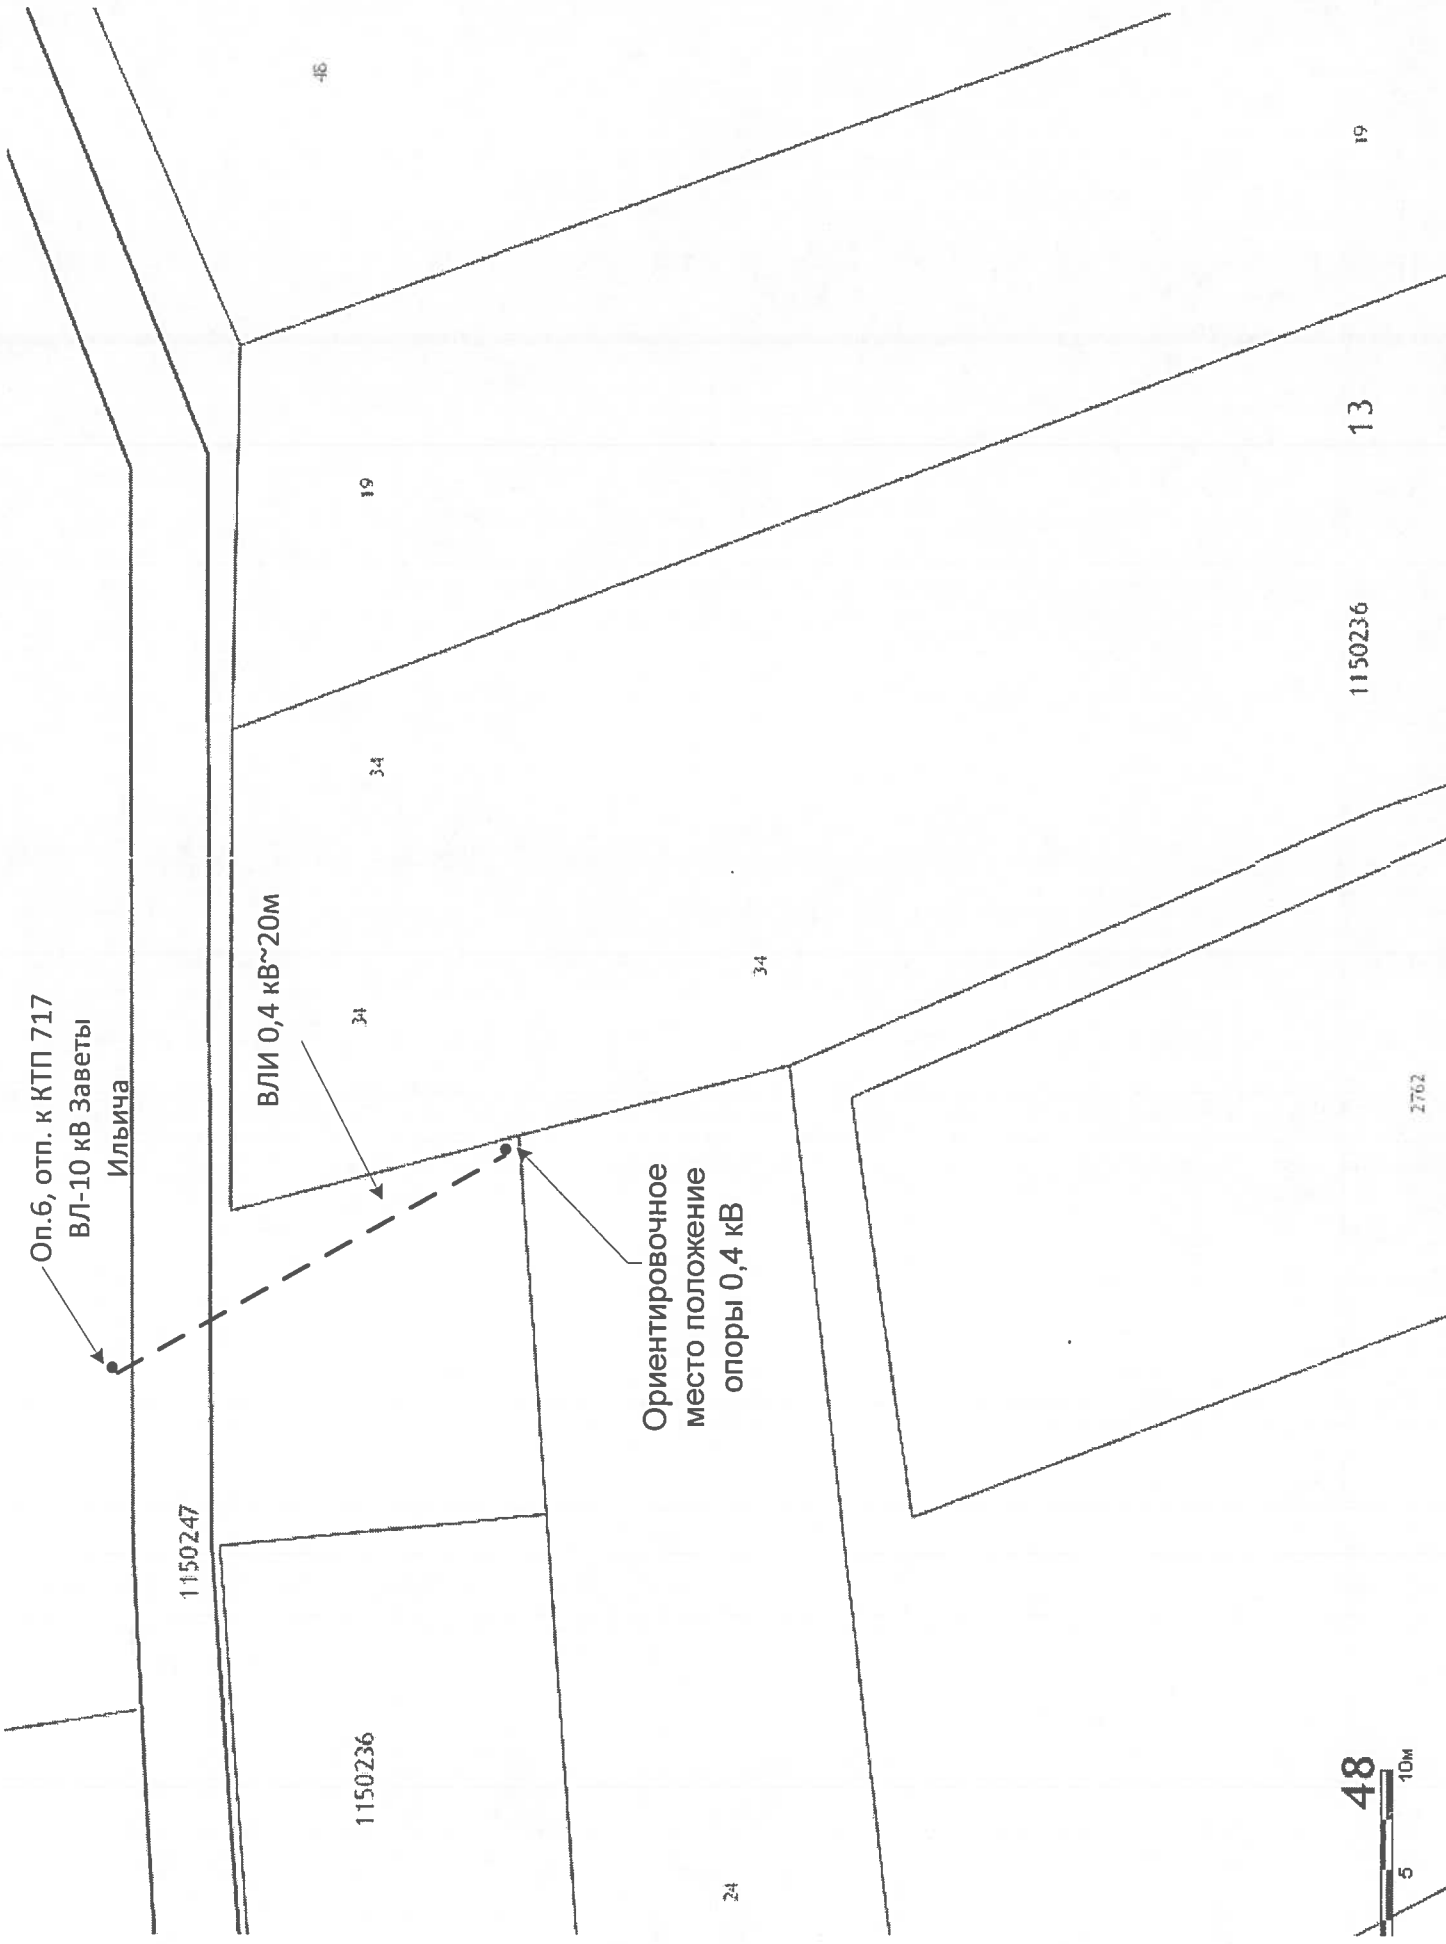 Оп.6, отп. к КТП 717
ВЛ-10 кВ Заветы
Ильича
ВЛИ 0,4 кВ~20м
Ориентировочное
место положение
опоры 0,4 кВ
1150247
1150236
24
34
34
34
19
19
13
1150236
2762
48
5
10м